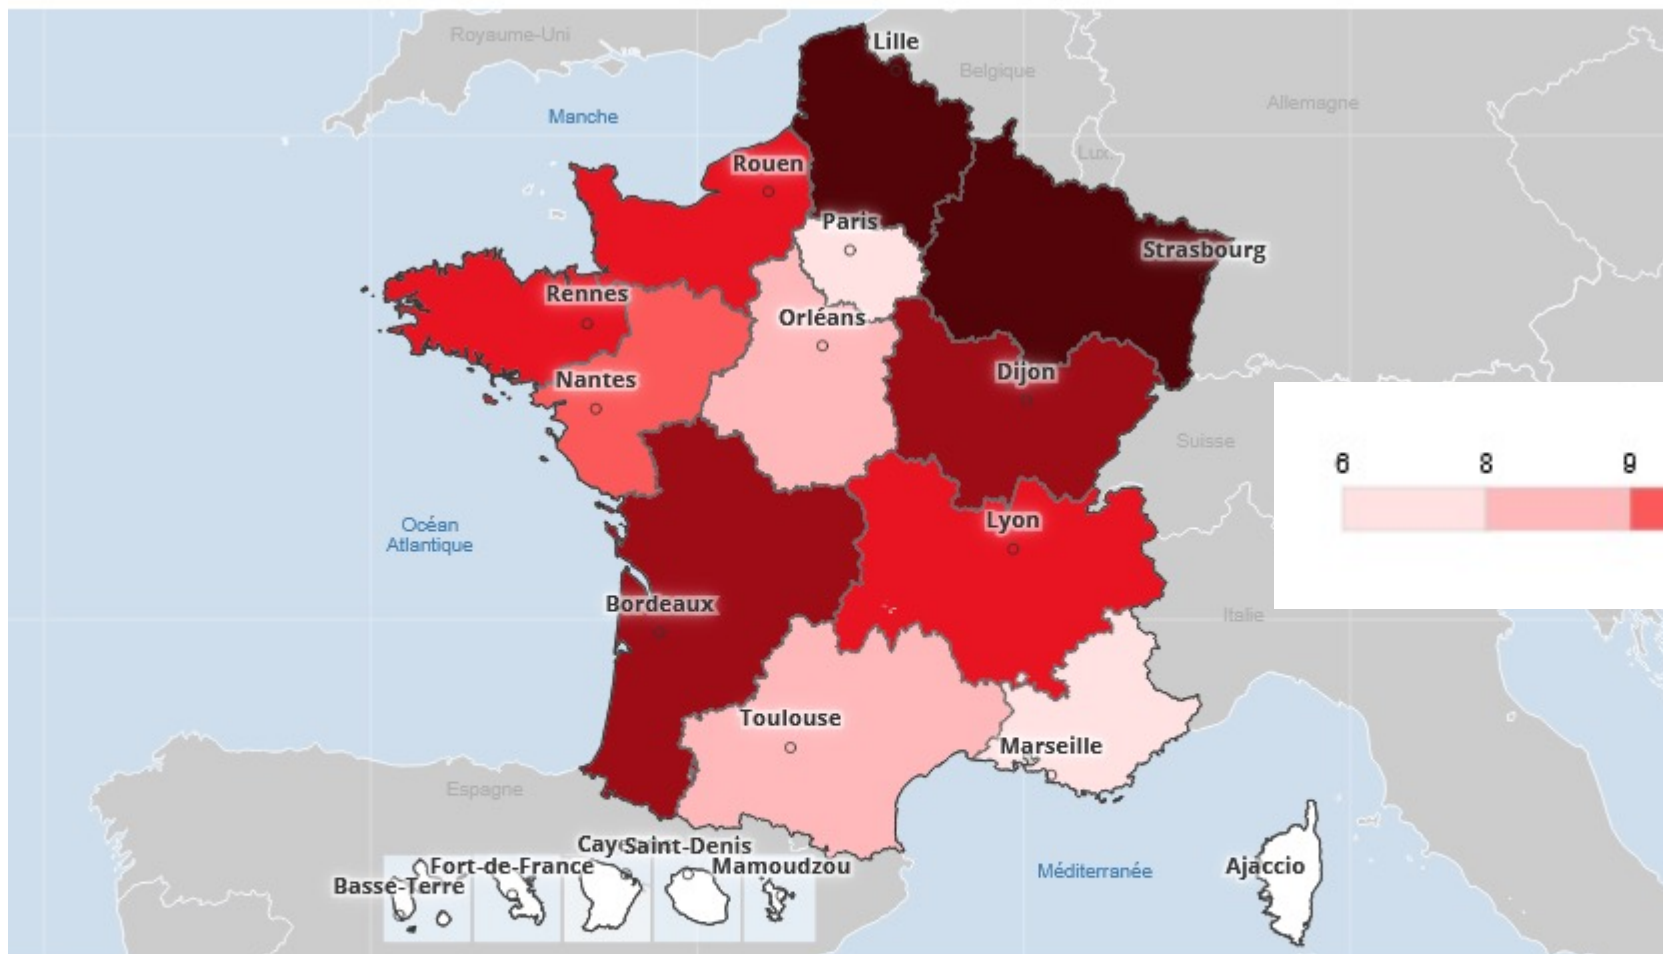 Royaume-Uni
Lille
Belgique
Allemagne
Manche
Lux.
Rouen
Paris
Strasbourg
Rennes
Orléans
Nantes
Dijon
Suisse
6 8 9
Océan
Atlantique
Lyon
Bordeaux
Italie
Toulouse
Marseille
Espagne
Saint-Denis
Fort-de-France
Mamoudzou
Basse-Terre
Méditerranée
Ajaccio